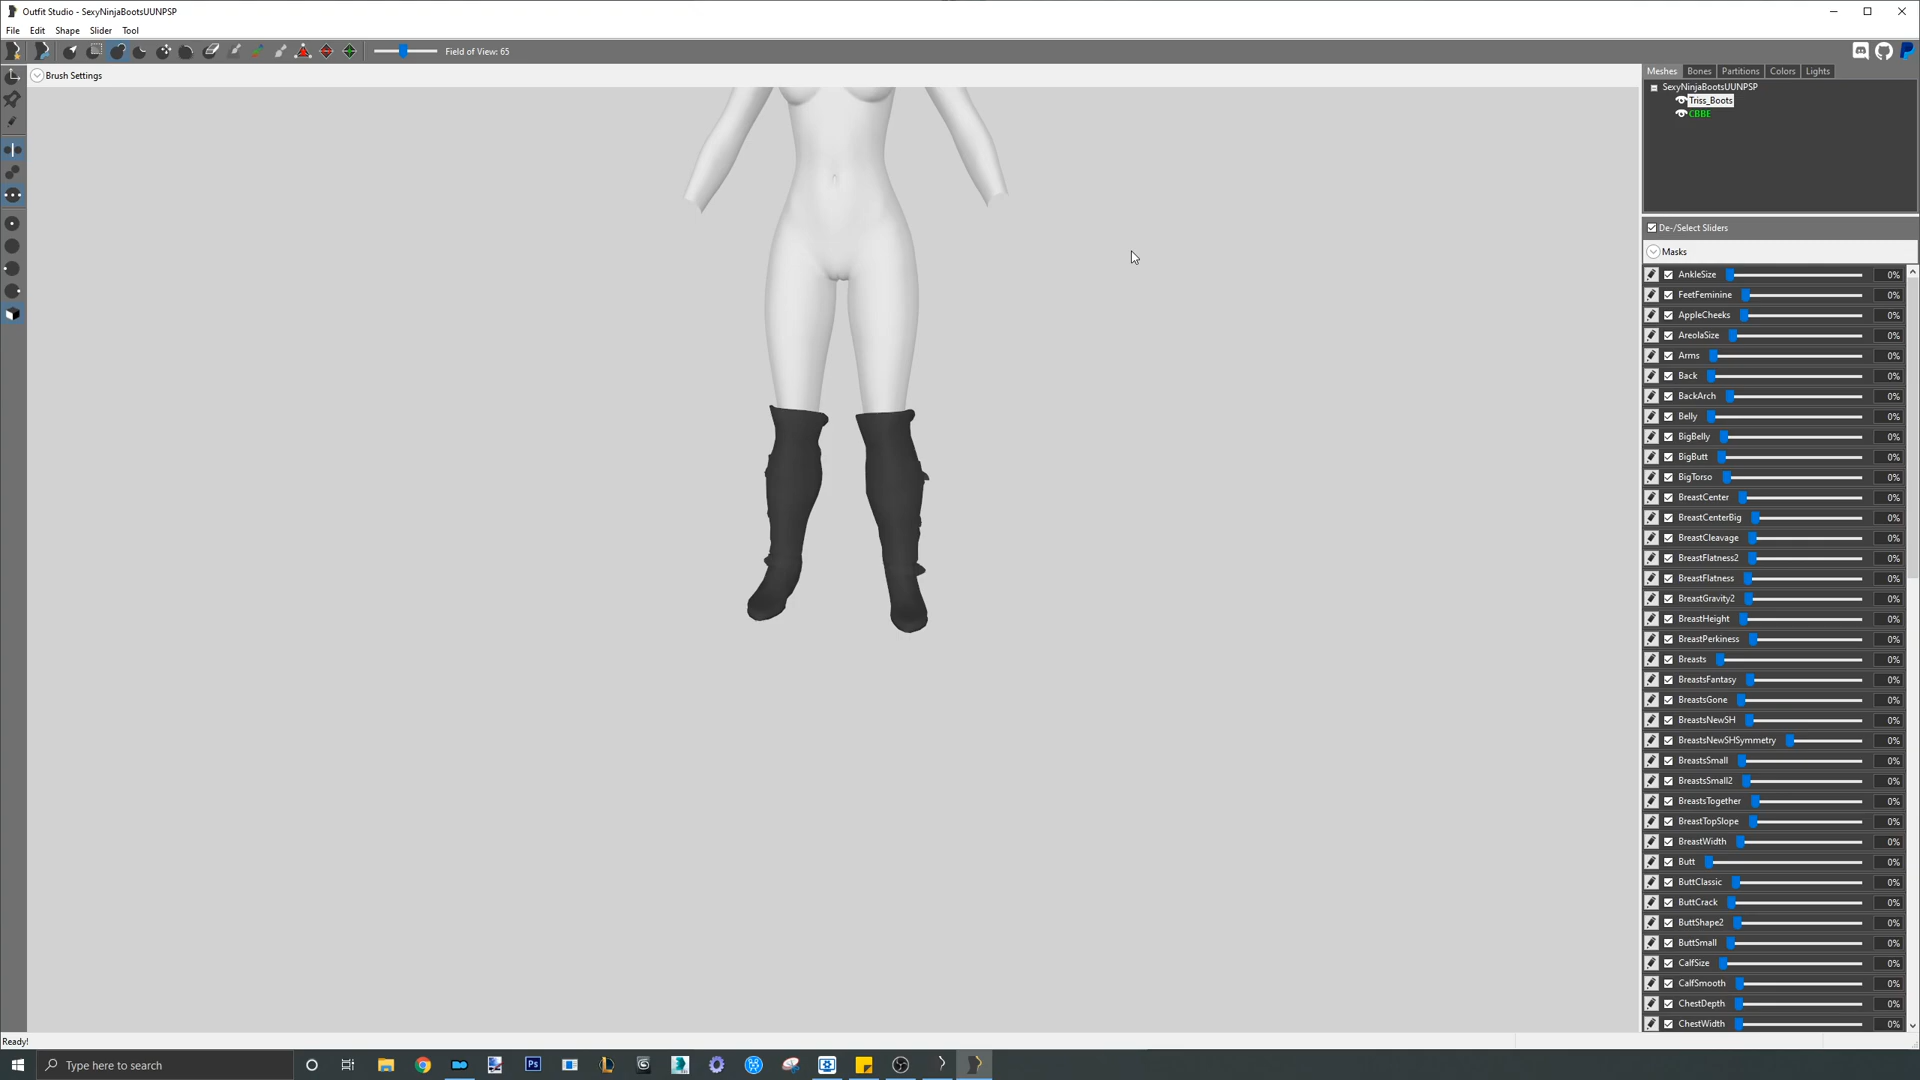 Outfit Studio - SexyNinjaBootsUUNPSP
File Edit Shape Slider Tool
Field of View: 65
Brush Settings
Meshes Bones Partitions Colors Lights
SexyNinjaBootsUUNPSP
Triss_Boots
CBBE
De-/Select Sliders
Masks
AnkleSize 0%
FeetFeminine 0%
AppleCheeks 0%
AreolaSize 0%
Arms 0%
Back 0%
BackArch 0%
Belly 0%
BigBelly 0%
BigButt 0%
BigTorso 0%
BreastCenter 0%
BreastCenterBig 0%
BreastCleavage 0%
BreastFlatness2 0%
BreastFlatness 0%
BreastGravity2 0%
BreastHeight 0%
BreastPerkiness 0%
Breasts 0%
BreastsFantasy 0%
BreastsGone 0%
BreastsNewSH 0%
BreastsNewSHSymmetry 0%
BreastsSmall 0%
BreastsSmall2 0%
BreastsTogether 0%
BreastTopSlope 0%
BreastWidth 0%
Butt 0%
ButtClassic 0%
ButtCrack 0%
ButtShape2 0%
ButtSmall 0%
CalfSize 0%
CalfSmooth 0%
ChestDepth 0%
ChestWidth 0%
Ready!
Type here to search
Ps